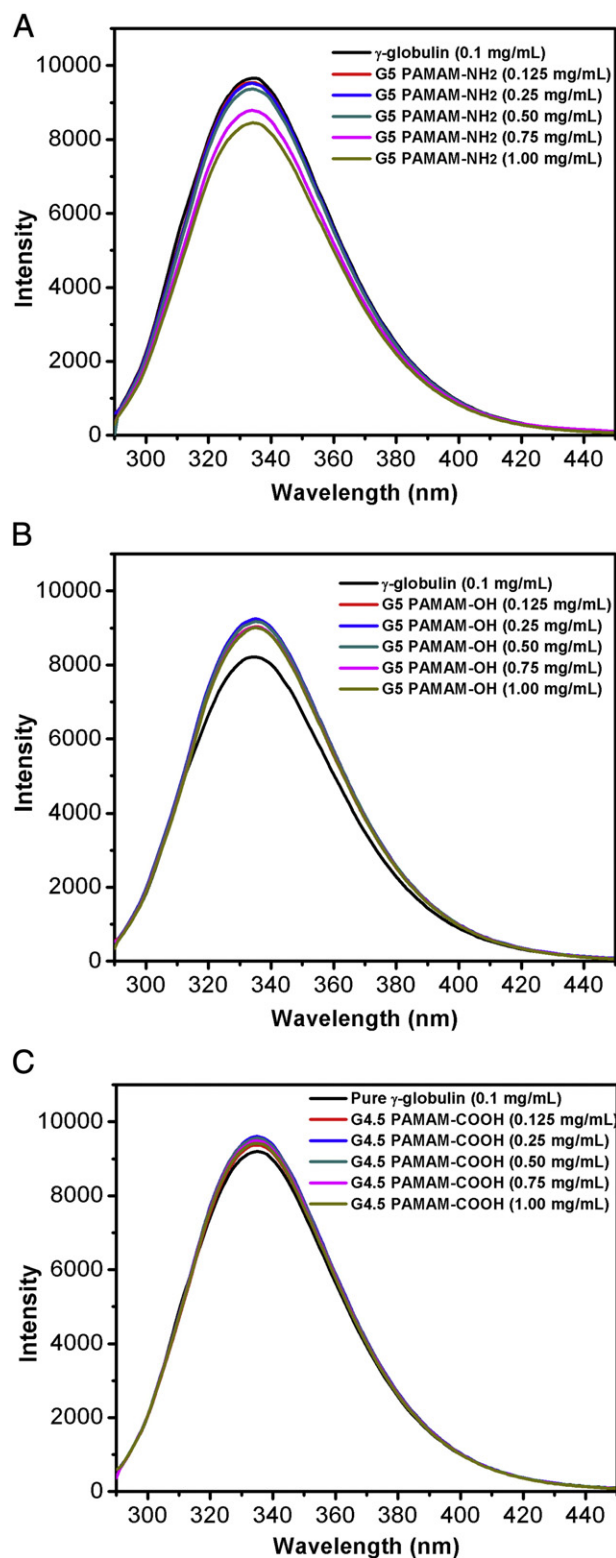 A
γ-globulin (0.1 mg/mL)
G5 PAMAM-NH2 (0.125 mg/mL)
G5 PAMAM-NH2 (0.25 mg/mL)
G5 PAMAM-NH2 (0.50 mg/mL)
G5 PAMAM-NH2 (0.75 mg/mL)
G5 PAMAM-NH2 (1.00 mg/mL)
10000
8000
6000
4000
2000
0
Intensity
300 320 340 360 380 400 420 440
Wavelength (nm)
B
γ-globulin (0.1 mg/mL)
G5 PAMAM-OH (0.125 mg/mL)
G5 PAMAM-OH (0.25 mg/mL)
G5 PAMAM-OH (0.50 mg/mL)
G5 PAMAM-OH (0.75 mg/mL)
G5 PAMAM-OH (1.00 mg/mL)
10000
8000
6000
4000
2000
0
Intensity
300 320 340 360 380 400 420 440
Wavelength (nm)
C
Pure γ-globulin (0.1 mg/mL)
G4.5 PAMAM-COOH (0.125 mg/mL)
G4.5 PAMAM-COOH (0.25 mg/mL)
G4.5 PAMAM-COOH (0.50 mg/mL)
G4.5 PAMAM-COOH (0.75 mg/mL)
G4.5 PAMAM-COOH (1.00 mg/mL)
10000
8000
6000
4000
2000
0
Intensity
300 320 340 360 380 400 420 440
Wavelength (nm)